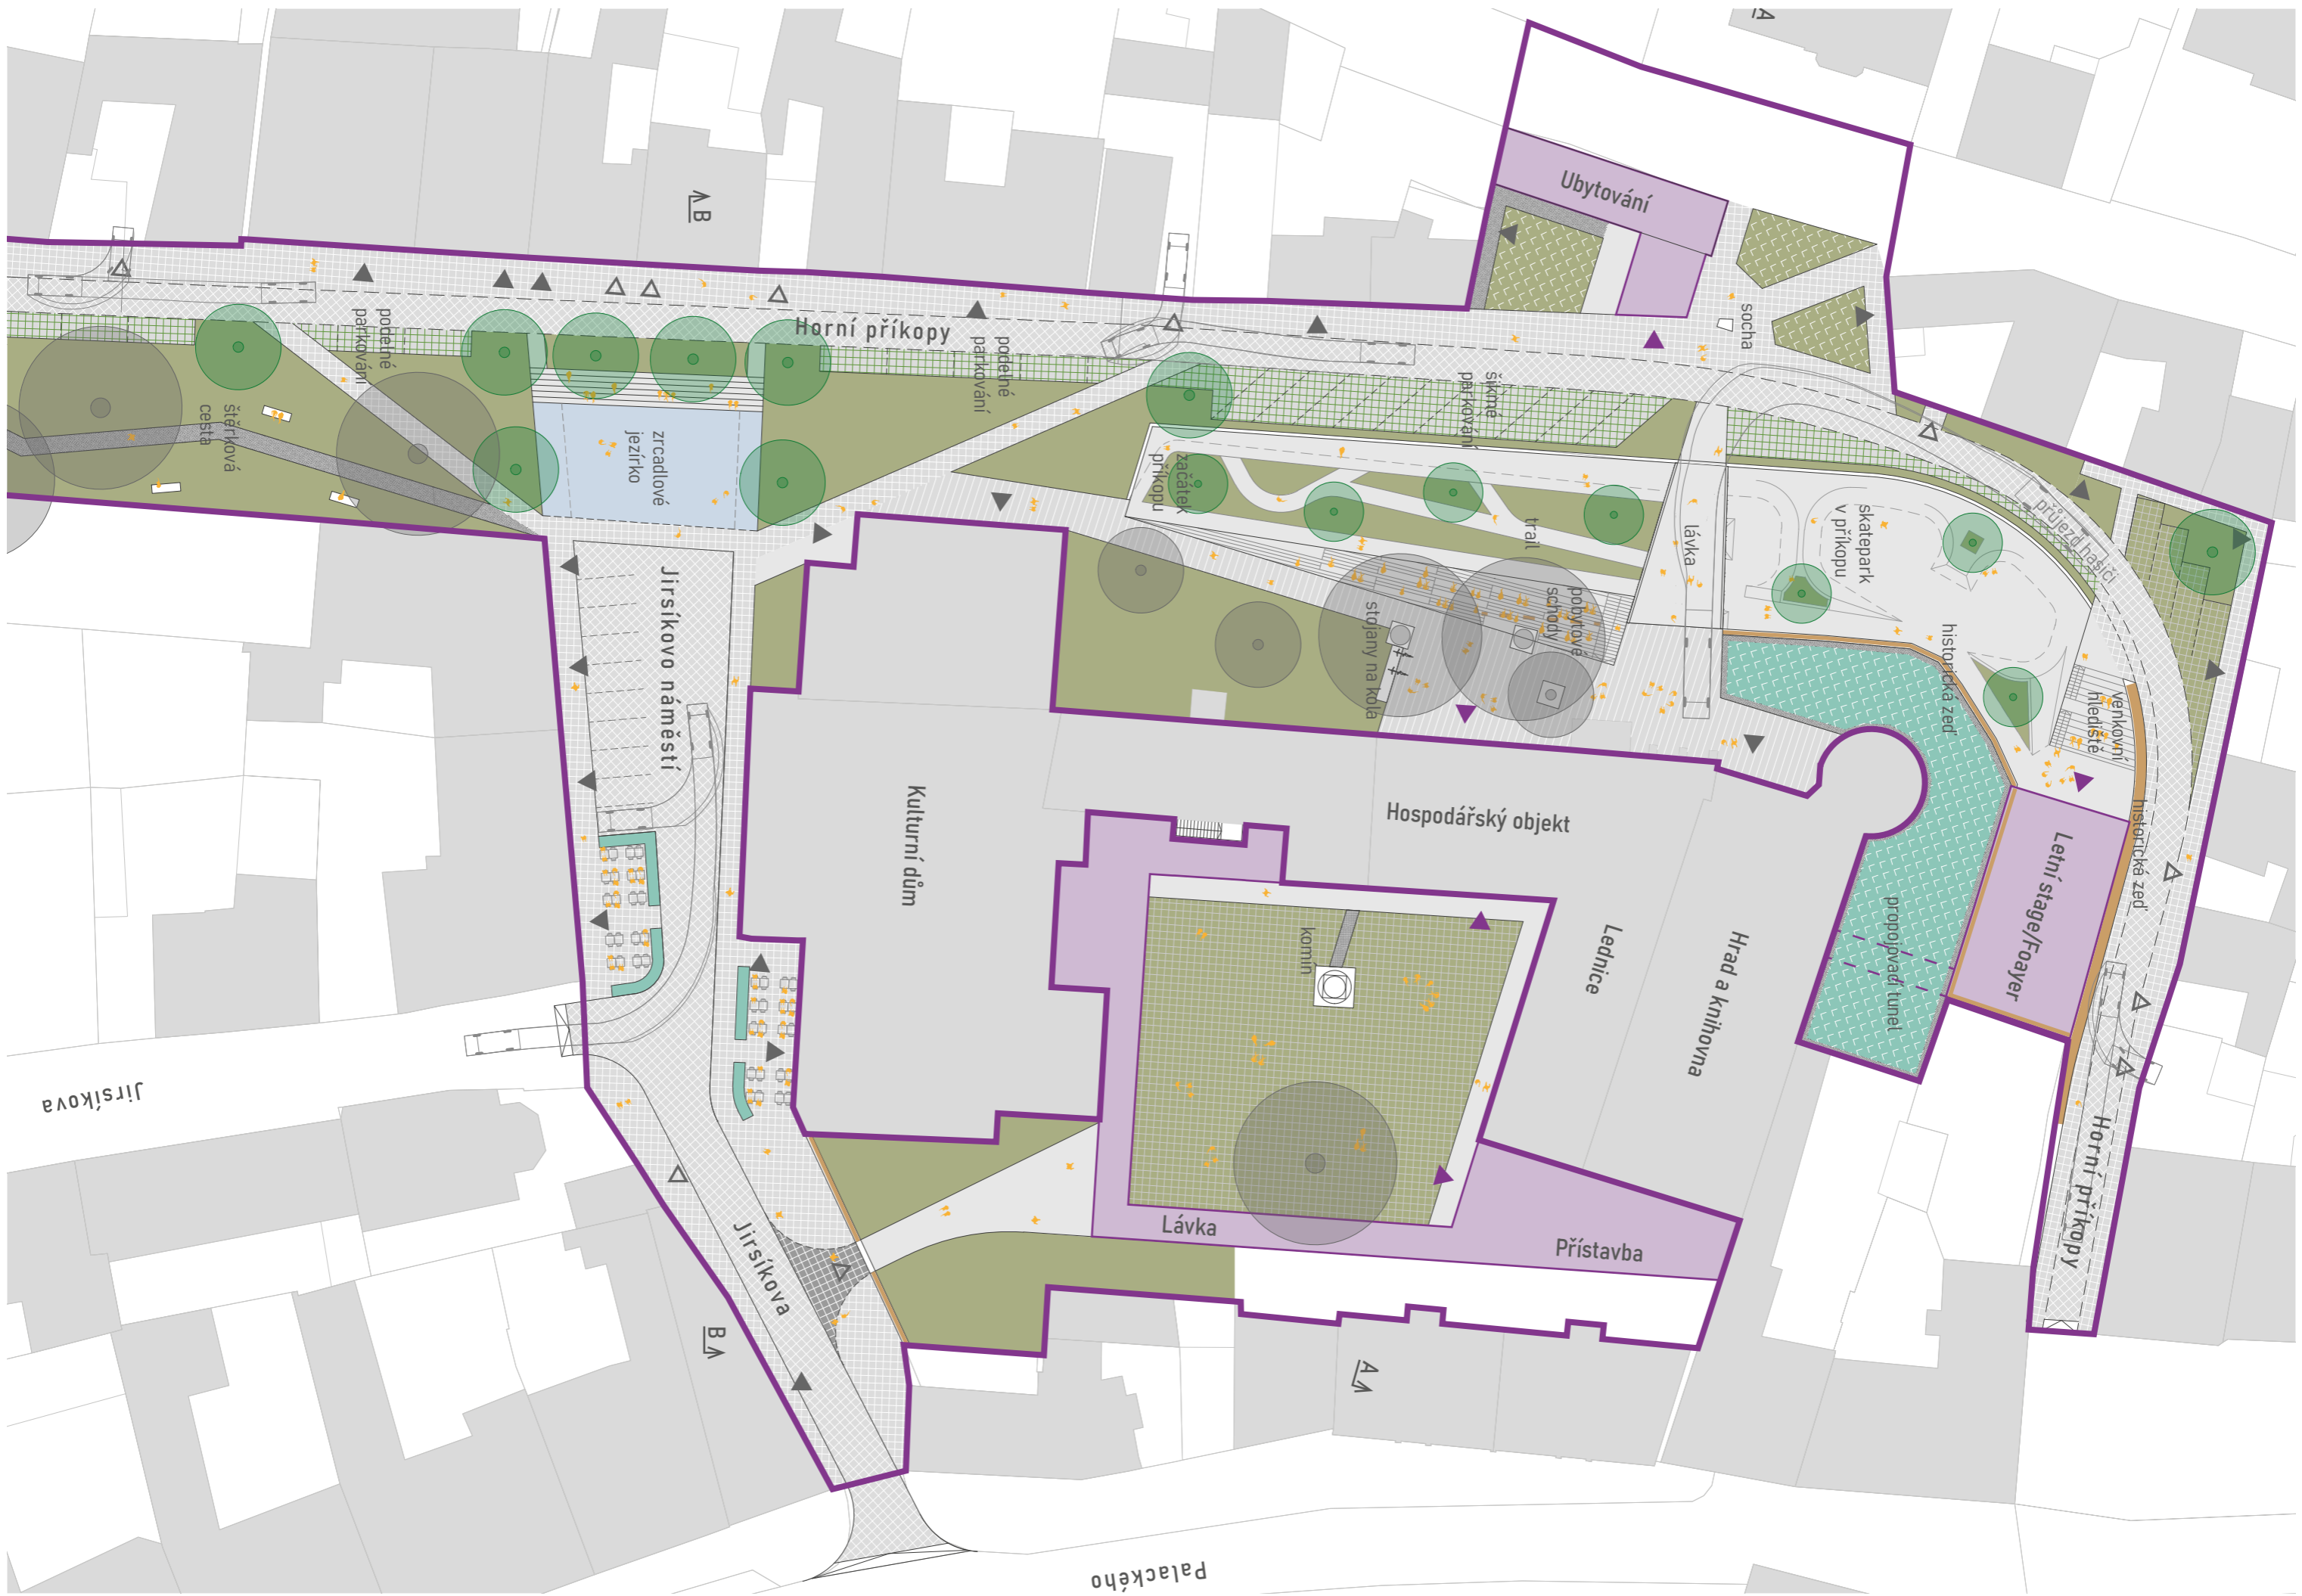 A
Ubytování
B
socha
Horní příkopy
podélné
parkování
podélné
parkování
šikmé
parkování
štěrková
cesta
zrcadlové
jezírko
začátek
příkopu
trail
lávka
skatepark
v příkopu
průjezd hasiči
Jirsíkovo náměstí
stojany na kola
pobytové
schody
historická zeď
venkovní
hlediště
Kulturní dům
Hospodářský objekt
historická zeď
Letní stage/Foayer
komín
Lednice
Hrad a knihovna
propojovací tunel
Jirsíkova
Horní příkopy
Lávka
Přístavba
Jirsíkova
B
A
Palackého